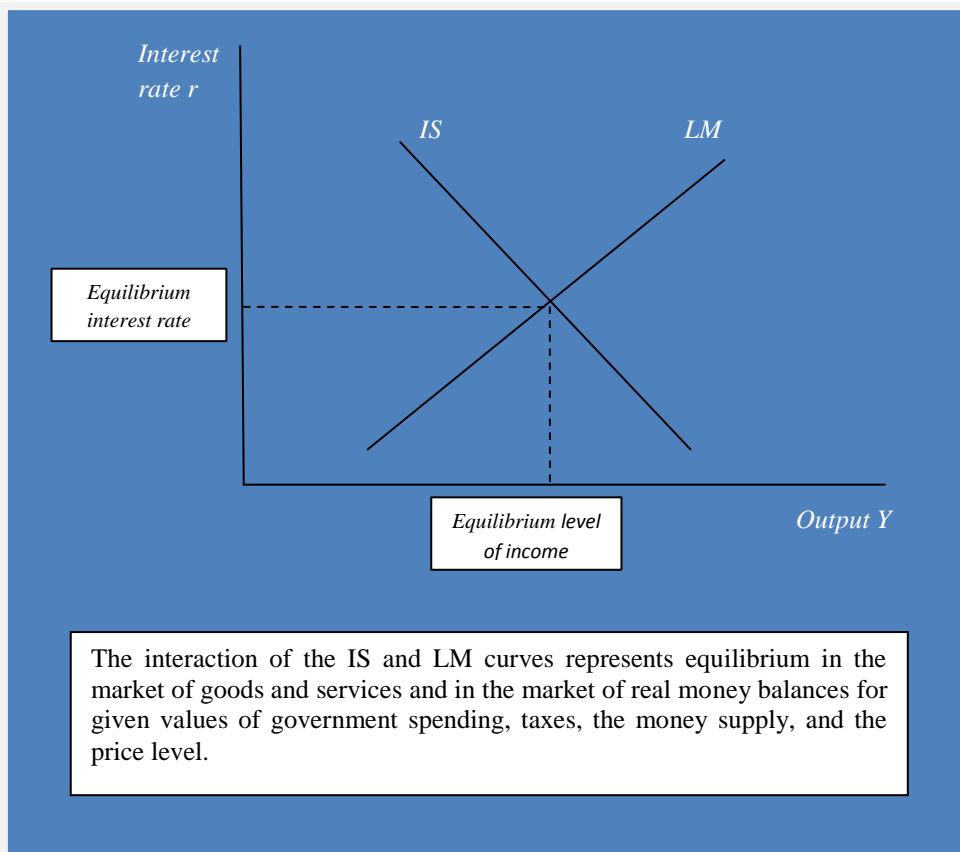 Interest
rate r
IS
LM
Equilibrium
interest rate
Equilibrium level
of income
Output Y
The interaction of the IS and LM curves represents equilibrium in the
market of goods and services and in the market of real money balances for
given values of government spending, taxes, the money supply, and the
price level.